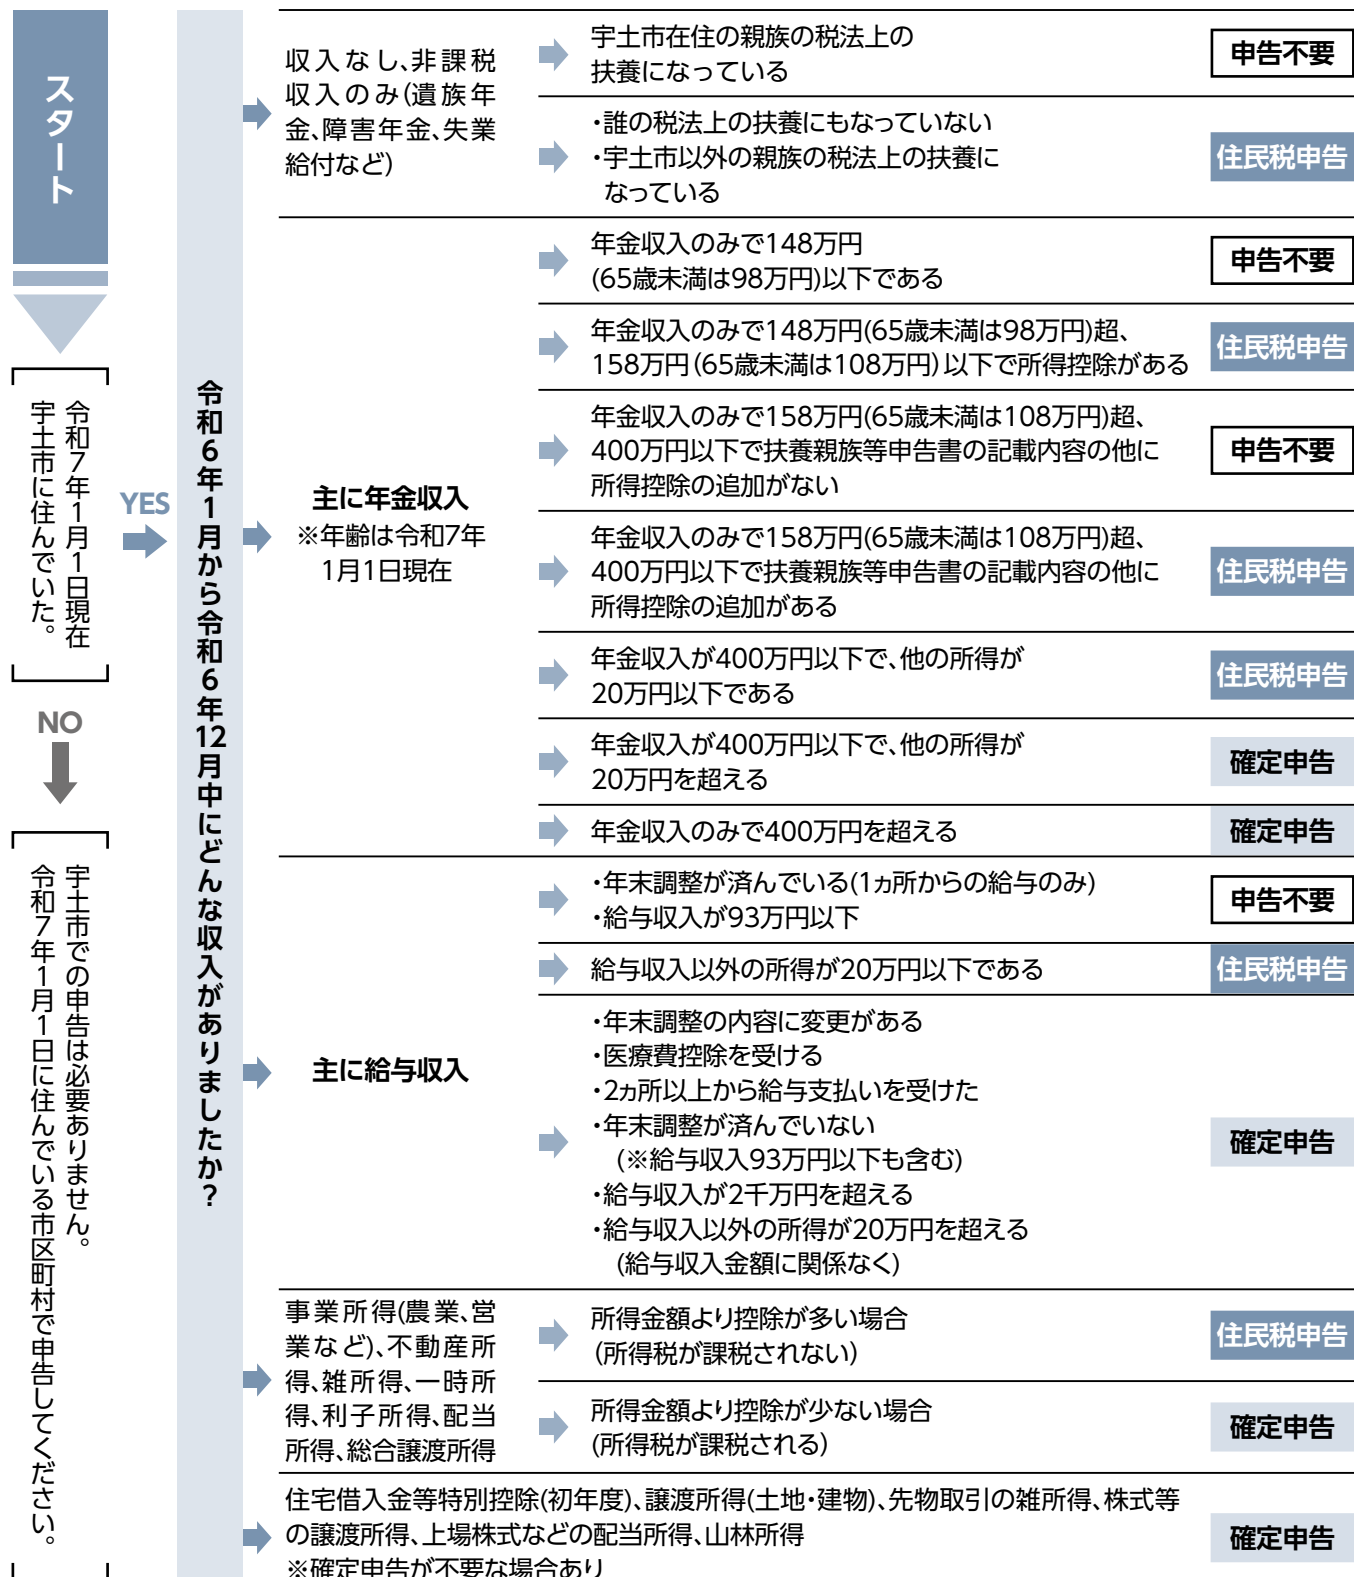 スタート
令和7年1月1日現在
宇土市に住んでいた。
YES
NO
宇土市での申告は必要ありません。
令和7年1月1日に住んでいる市区町村で申告してください。
令和6年1月から令和6年12月中にどんな収入がありましたか？
収入なし、非課税
収入のみ(遺族年
金、障害年金、失業
給付など)
宇土市在住の親族の税法上の
扶養になっている
申告不要
・誰の税法上の扶養にもなっていない
・宇土市以外の親族の税法上の扶養に
なっている
住民税申告
主に年金収入
※年齢は令和7年
1月1日現在
年金収入のみで148万円
(65歳未満は98万円)以下である
申告不要
年金収入のみで148万円(65歳未満は98万円)超、
158万円(65歳未満は108万円)以下で所得控除がある
住民税申告
年金収入のみで158万円(65歳未満は108万円)超、
400万円以下で扶養親族等申告書の記載内容の他に
所得控除の追加がない
申告不要
年金収入のみで158万円(65歳未満は108万円)超、
400万円以下で扶養親族等申告書の記載内容の他に
所得控除の追加がある
住民税申告
年金収入が400万円以下で、他の所得が
20万円以下である
住民税申告
年金収入が400万円以下で、他の所得が
20万円を超える
確定申告
年金収入のみで400万円を超える
確定申告
主に給与収入
・年末調整が済んでいる(1ヵ所からの給与のみ)
・給与収入が93万円以下
申告不要
給与収入以外の所得が20万円以下である
住民税申告
・年末調整の内容に変更がある
・医療費控除を受ける
・2ヵ所以上から給与支払いを受けた
・年末調整が済んでいない
(※給与収入93万円以下も含む)
・給与収入が2千万円を超える
・給与収入以外の所得が20万円を超える
(給与収入金額に関係なく)
確定申告
事業所得(農業、営
業など)、不動産所
得、雑所得、一時所
得、利子所得、配当
所得、総合譲渡所得
所得金額より控除が多い場合
(所得税が課税されない)
住民税申告
所得金額より控除が少ない場合
(所得税が課税される)
確定申告
住宅借入金等特別控除(初年度)、譲渡所得(土地・建物)、先物取引の雑所得、株式等
の譲渡所得、上場株式などの配当所得、山林所得
※確定申告が不要な場合あり
確定申告